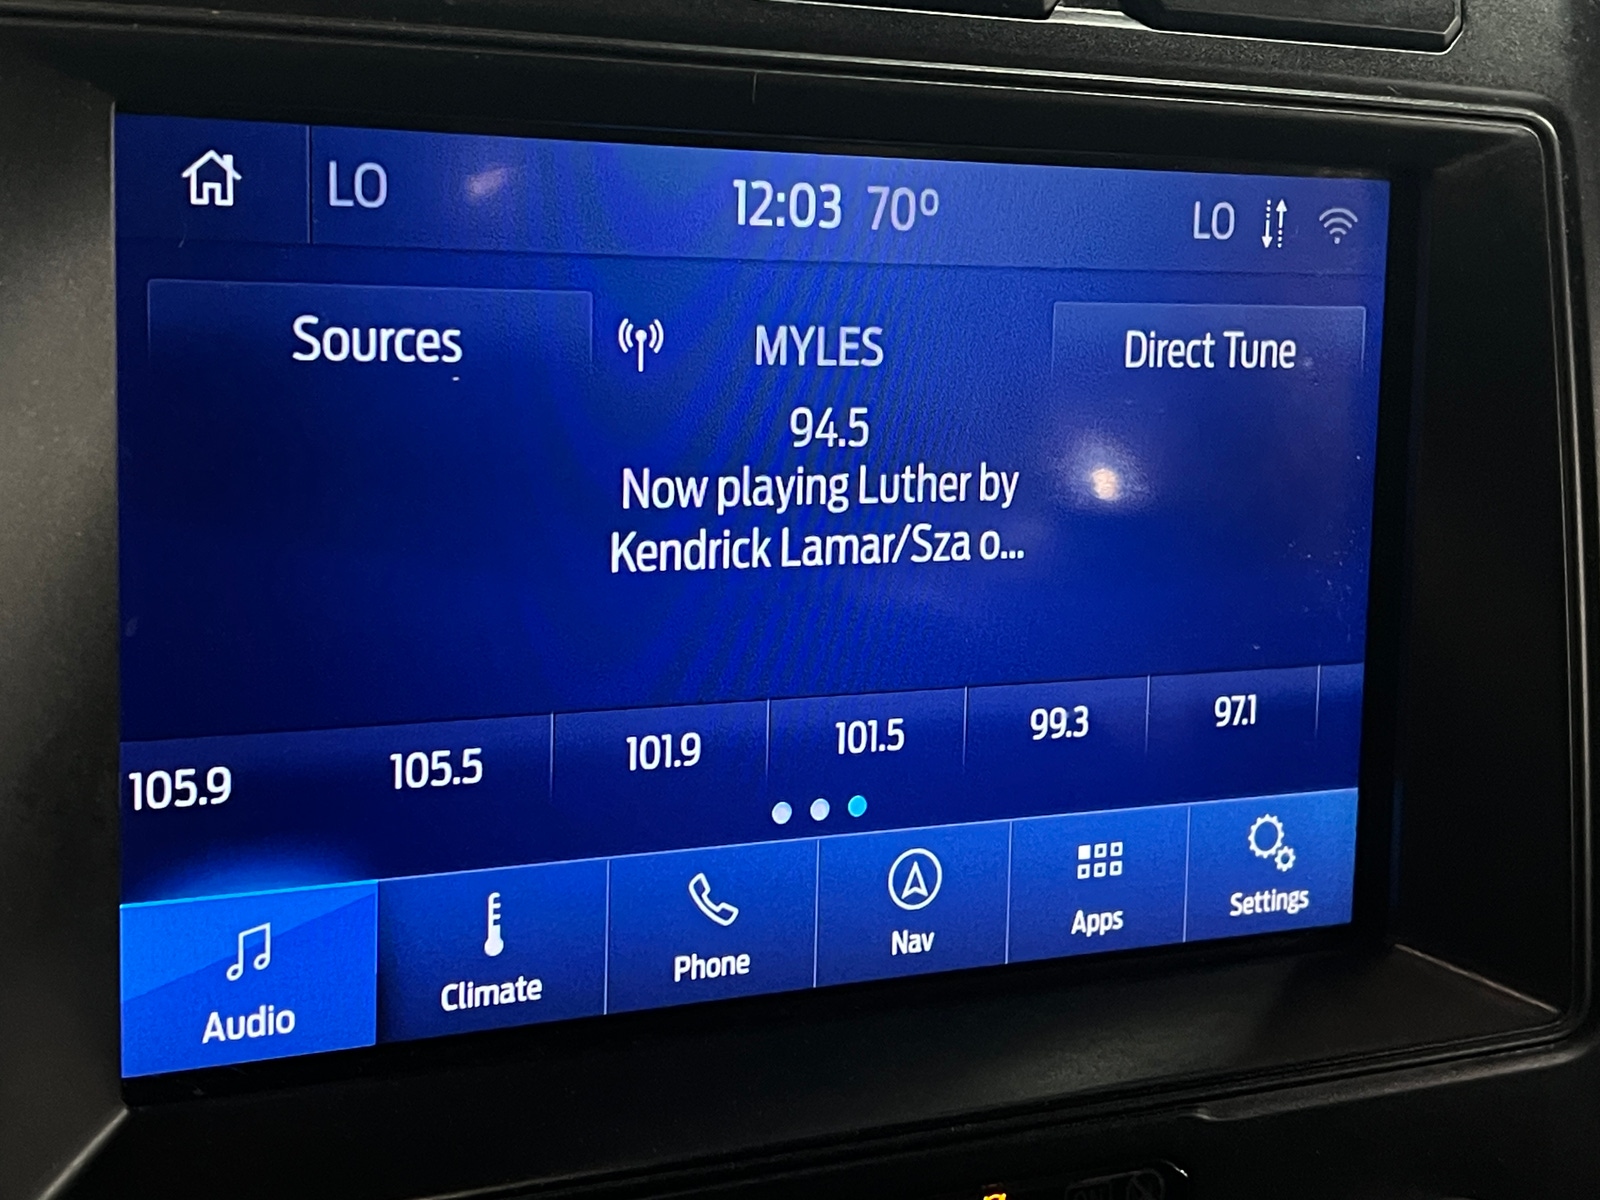 LO
12:03 70°
LO
Sources
MYLES
Direct Tune
94.5
Now playing Luther by
Kendrick Lamar/Sza o...
105.9
105.5
101.9
101.5
99.3
97.1
Audio
Climate
Phone
Nav
Apps
Settings